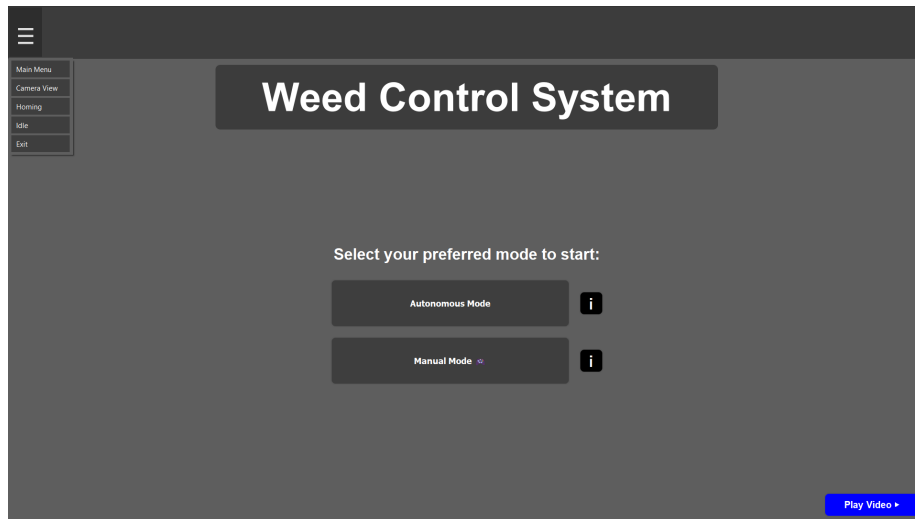 Main Menu
Camera View
Homing
Idle
Exit
Weed Control System
Select your preferred mode to start:
Autonomous Mode
i
Manual Mode
i
Play Video